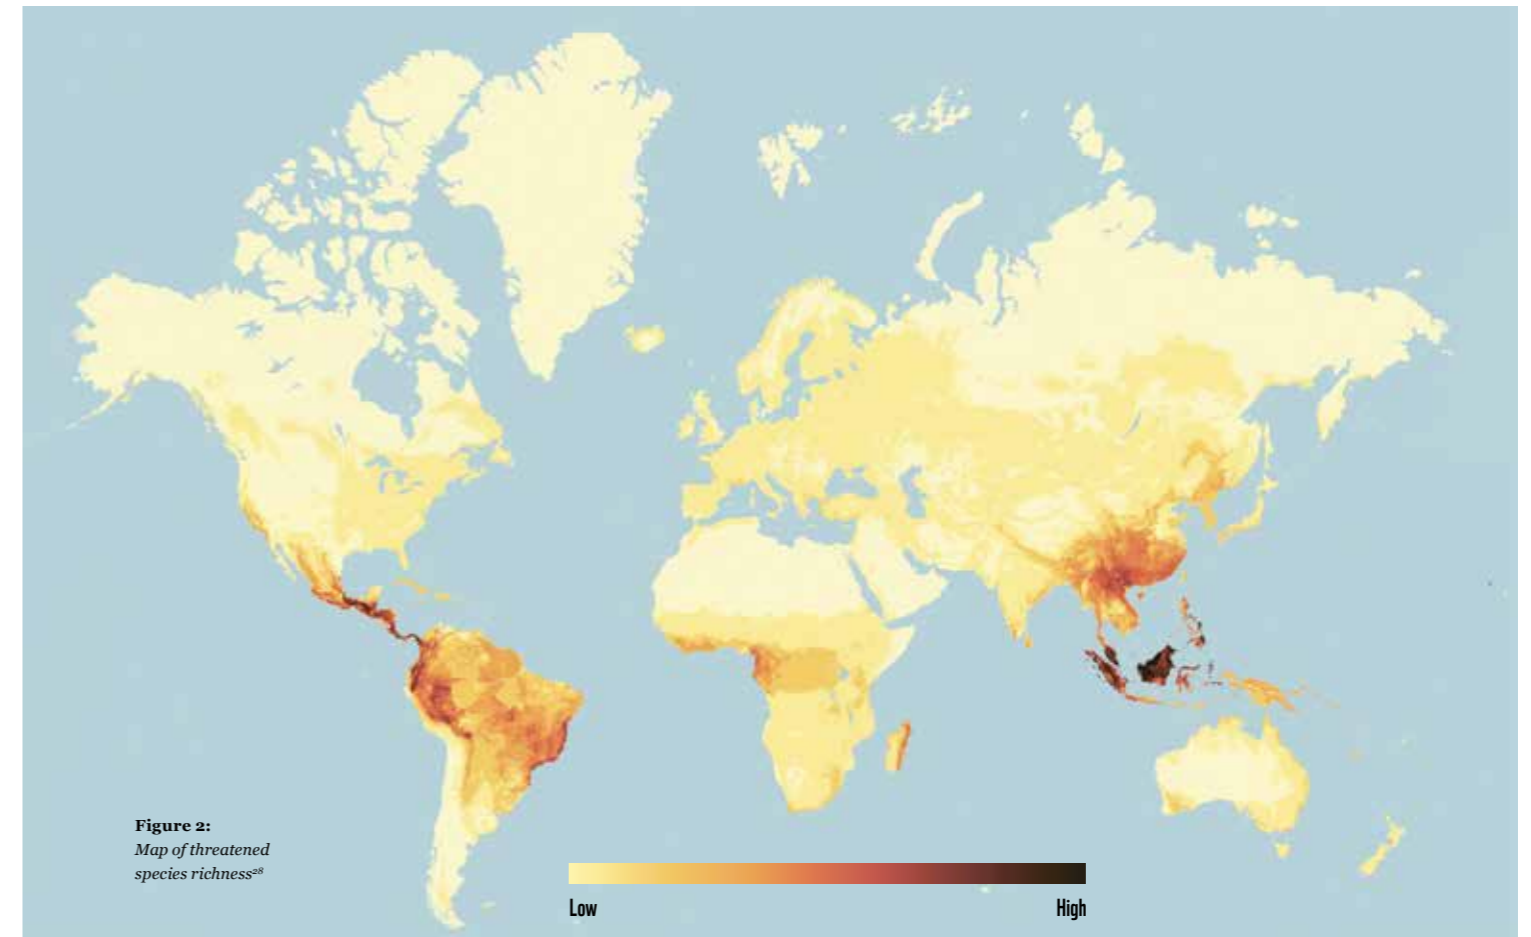 Figure 2:
Map of threatened
species richness²⁸
Low
High